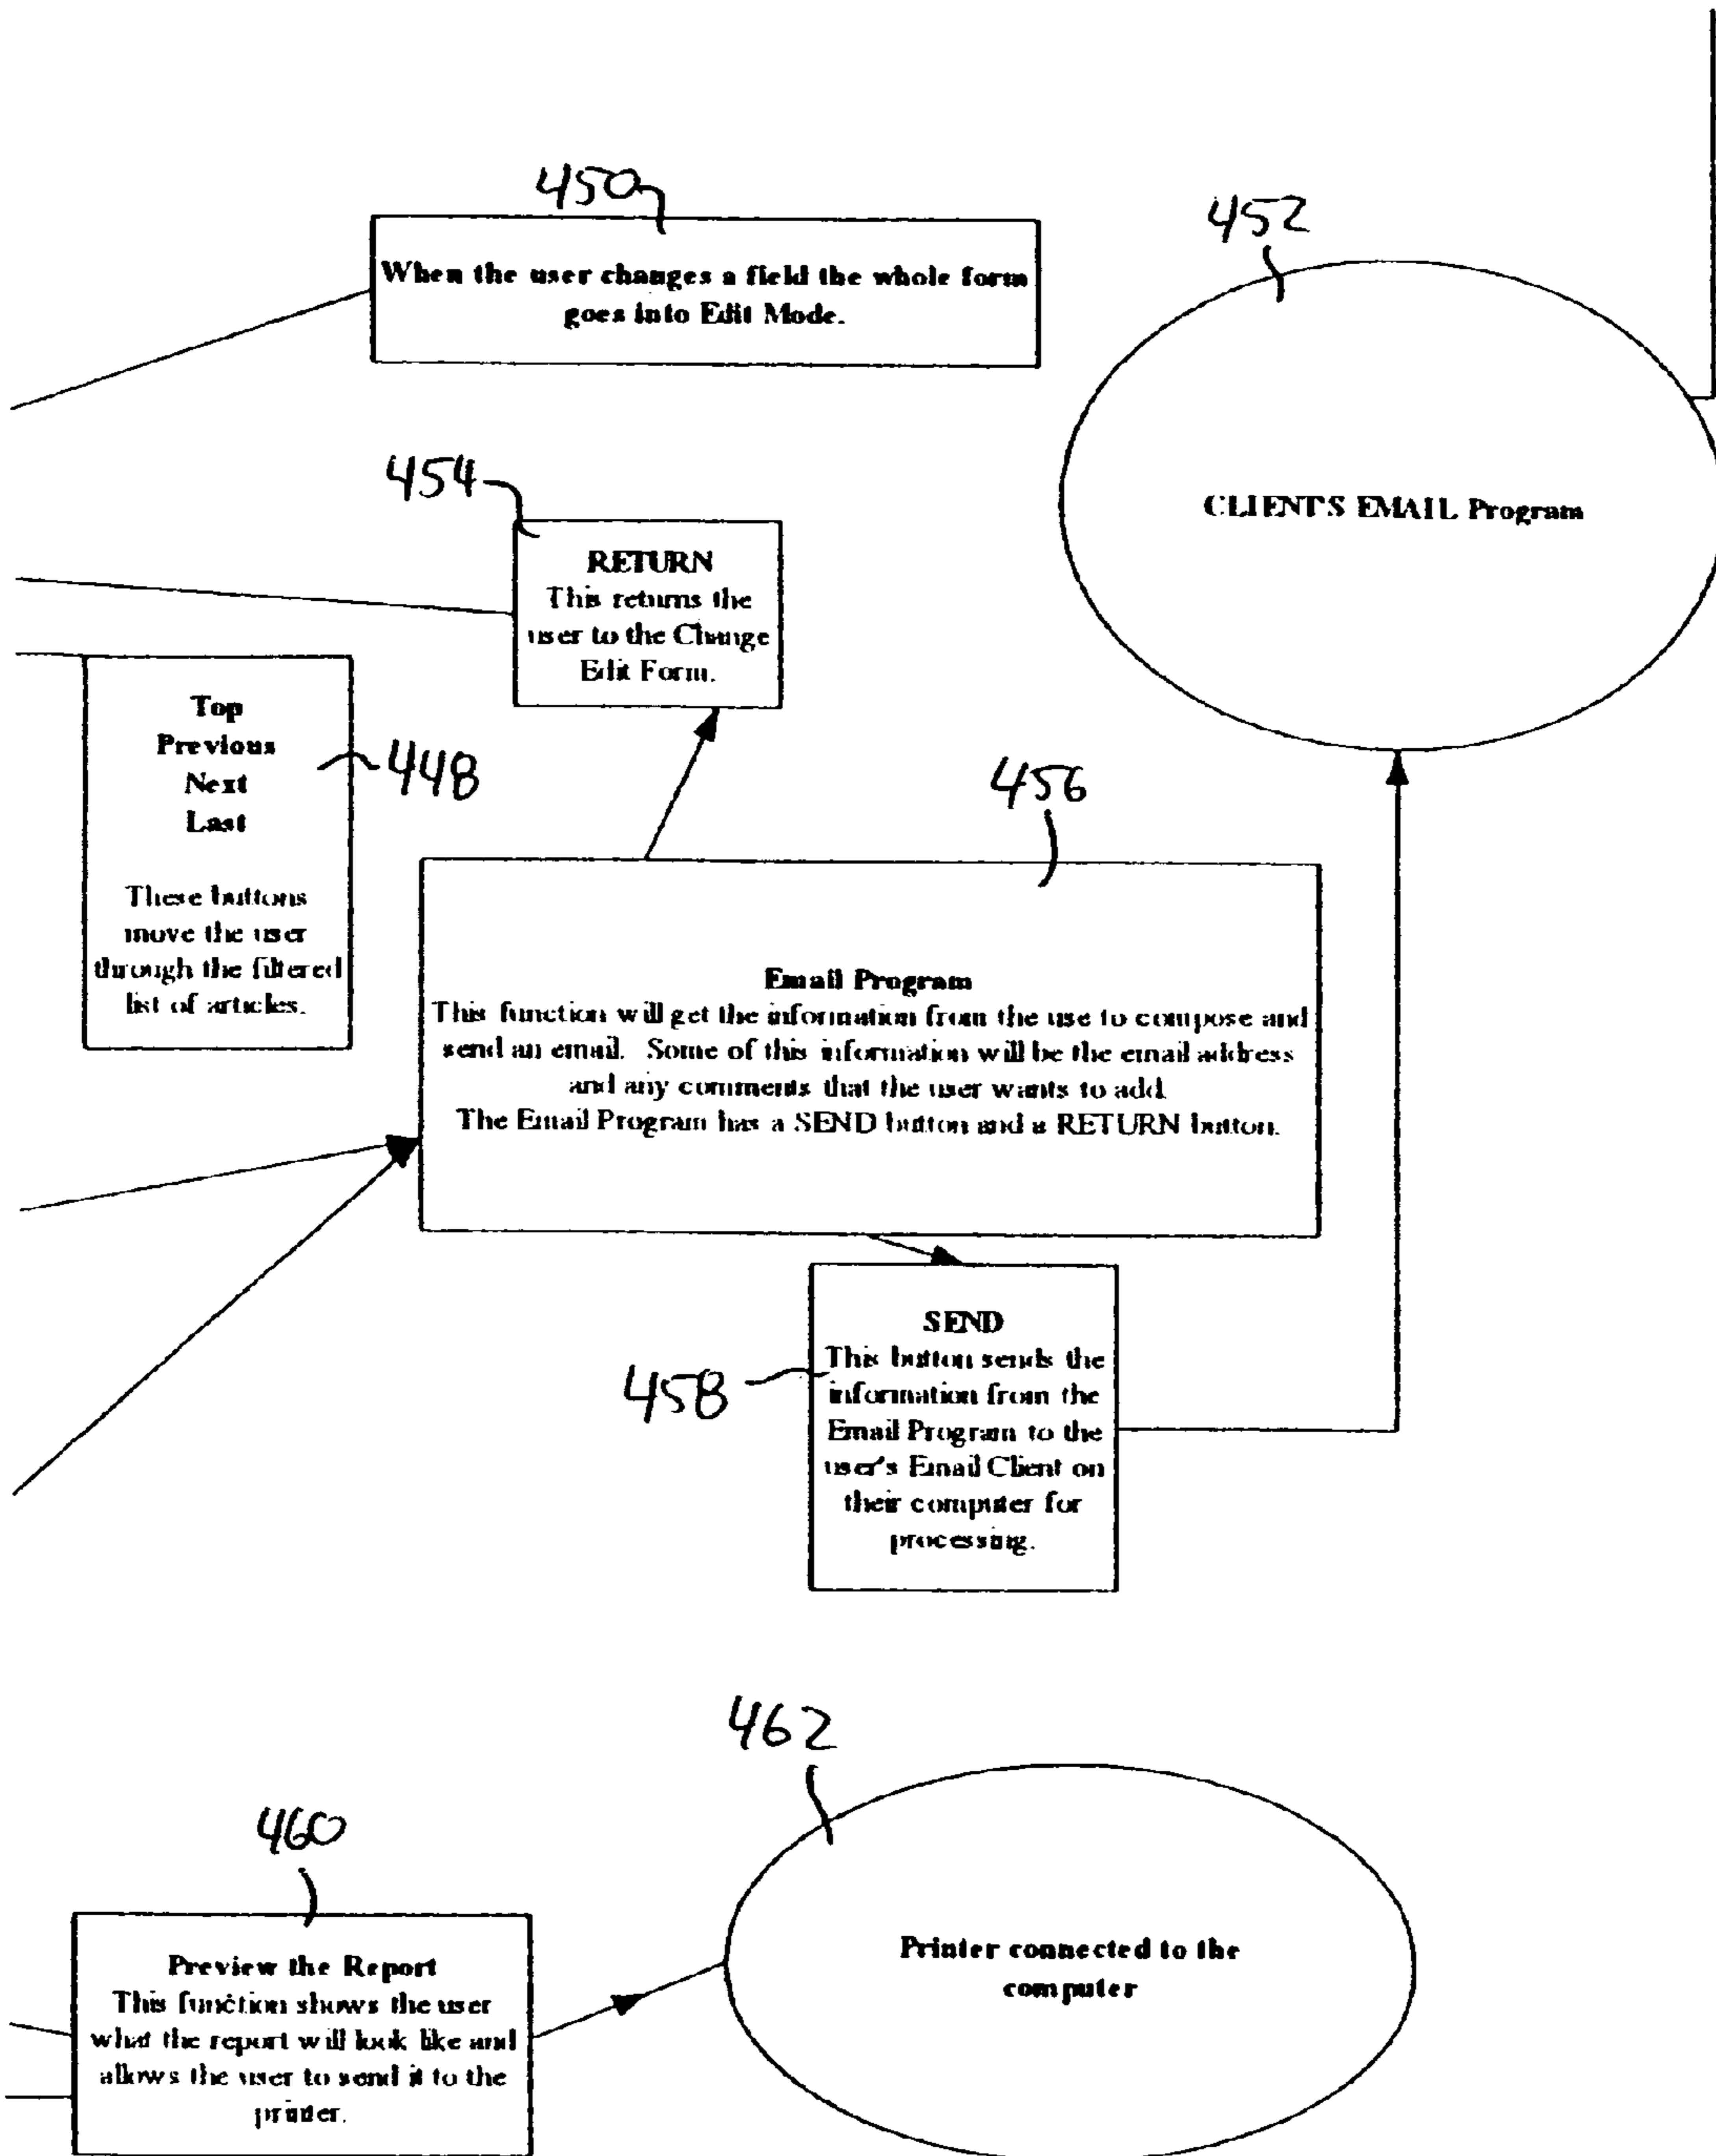 450
When the user changes a field the whole form
goes into Edit Mode.
452
CLIENT'S EMAIL Program
454
RETURN
This returns the
user to the Change
Edit Form.
Top
Previous
Next
Last
These buttons
move the user
through the filtered
list of articles.
448
456
Email Program
This function will get the information from the use to compose and
send an email. Some of this information will be the email address
and any comments that the user wants to add.
The Email Program has a SEND button and a RETURN button.
458
SEND
This button sends the
information from the
Email Program to the
user's Email Client on
their computer for
processing.
460
Preview the Report
This function shows the user
what the report will look like and
allows the user to send it to the
printer.
462
Printer connected to the
computer